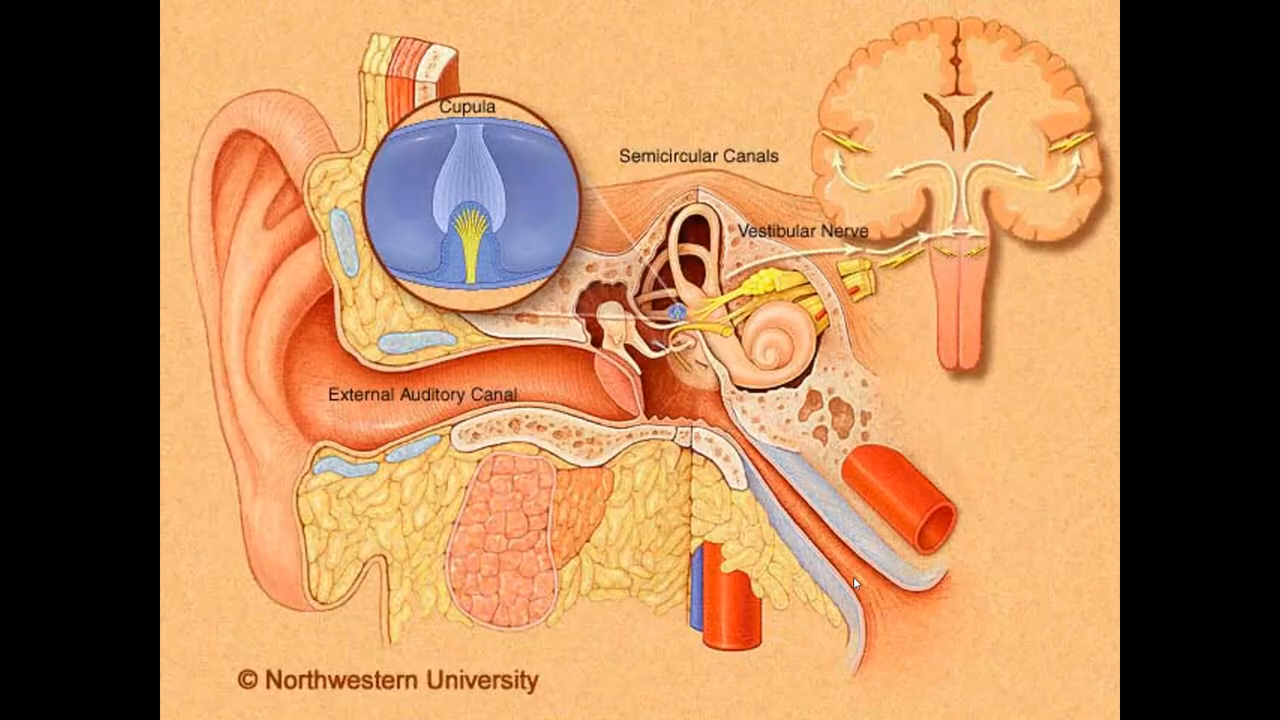 Cupula
Semicircular Canals
Vestibular Nerve
External Auditory Canal
© Northwestern University